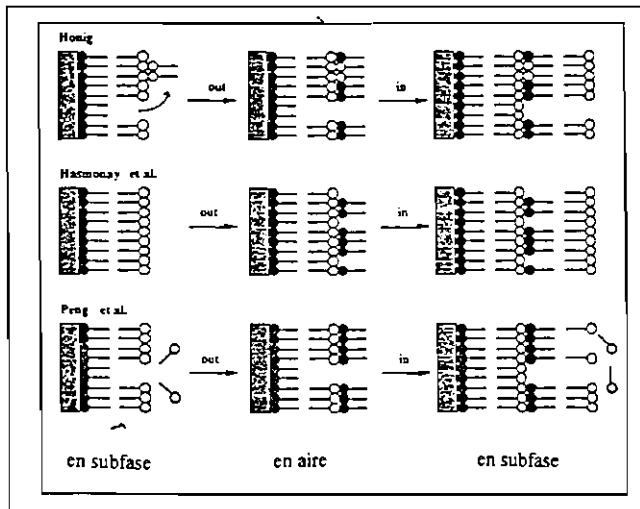 Honig
out
in
Hasmonay et al.
out
in
Peng et al.
out
in
en subfase en aire en subfase